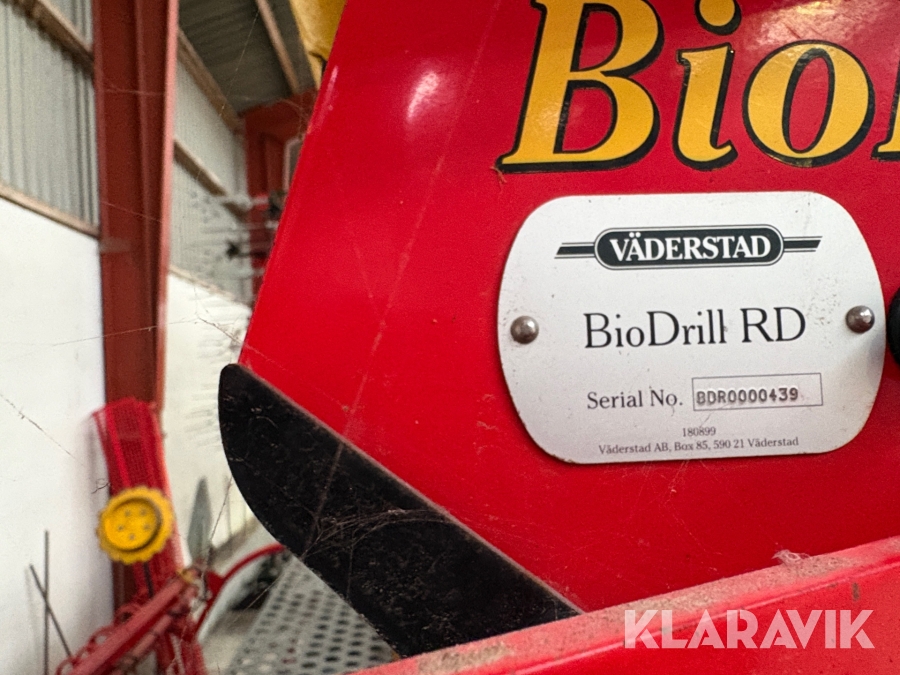 Bio
VÄDERSTAD
BioDrill RD
Serial No. BDR0000439
180899
Väderstad AB, Box 85, 590 21 Väderstad
KLARAVIK